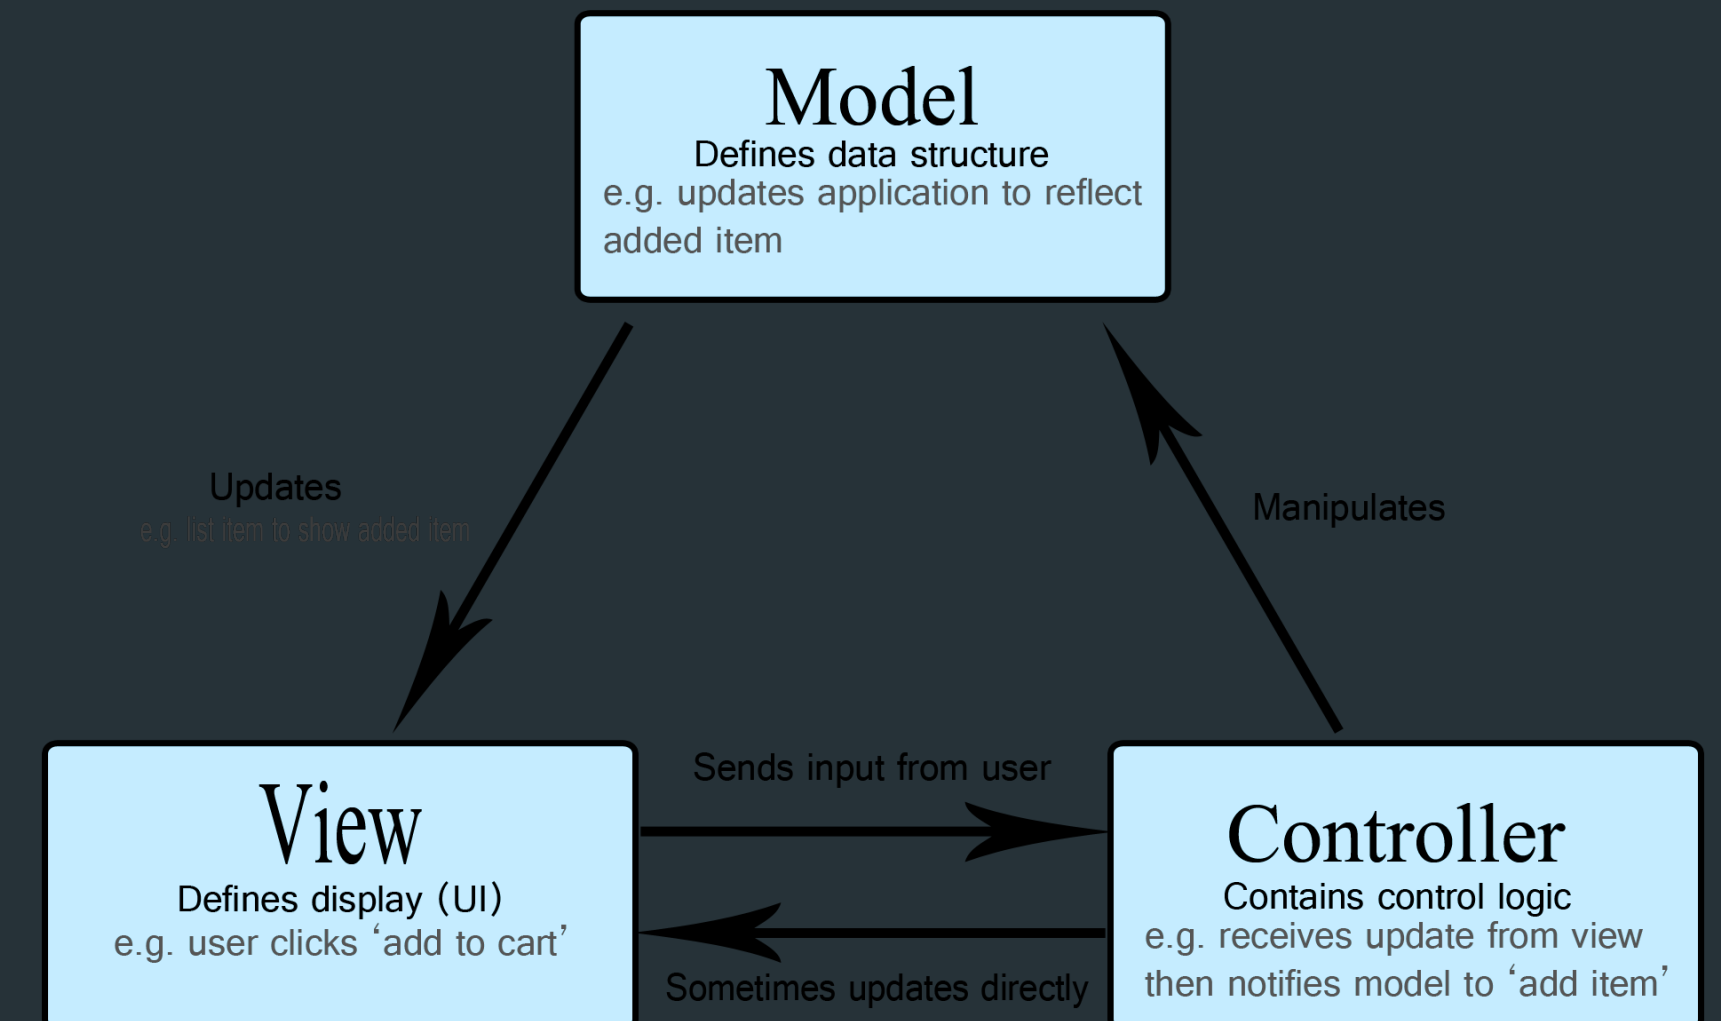 Model
Defines data structure
e.g. updates application to reflect
added item
Updates
e.g. list item to show added item
Manipulates
Sends input from user
View
Defines display (UI)
e.g. user clicks ‘add to cart’
Controller
Contains control logic
e.g. receives update from view
then notifies model to ‘add item’
Sometimes updates directly